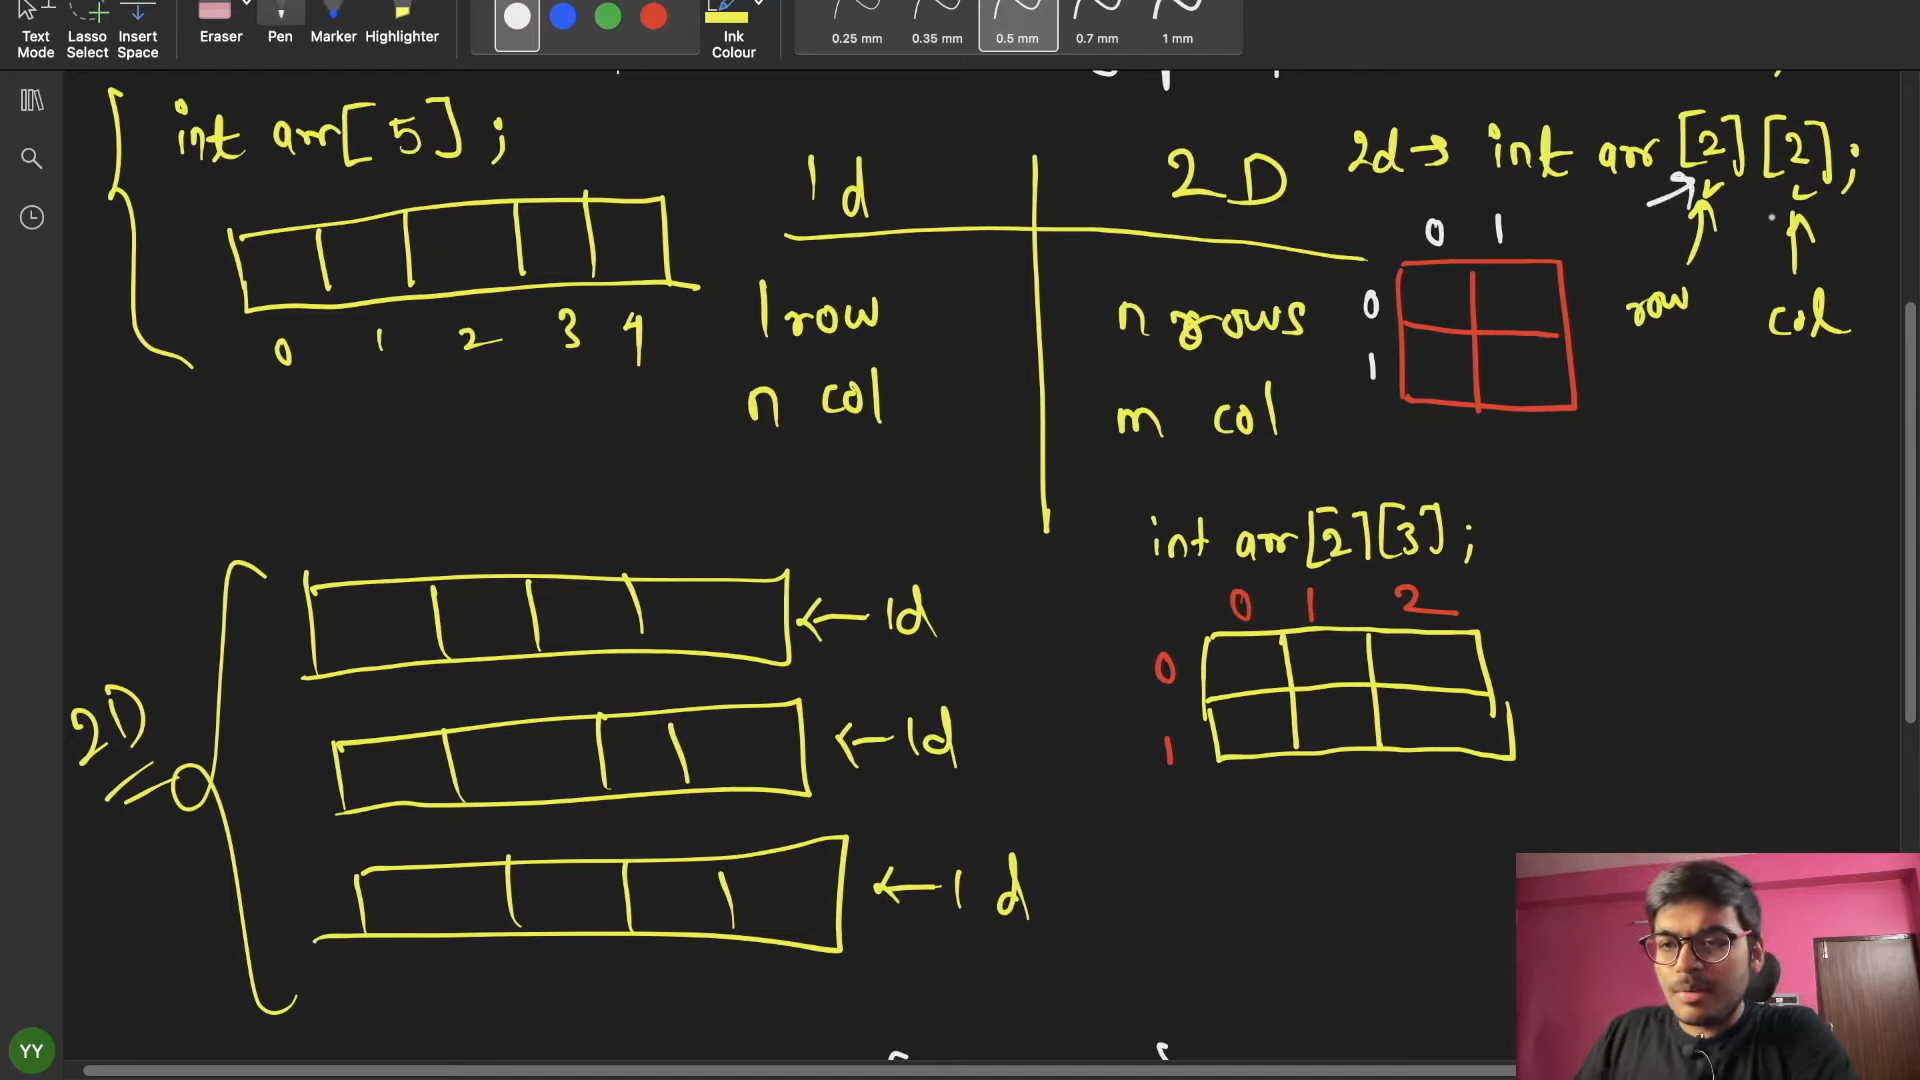 Text Mode
Lasso Select
Insert Space
Eraser
Pen
Marker
Highlighter
Ink Colour
0.25 mm
0.35 mm
0.5 mm
0.7 mm
1 mm
int arr[5];
0 1 2 3 4
1d
2D
1 row
n rows
n col
m col
2d→ int arr[2][2];
row
col
0 1
0
1
int arr[2][3];
0 1 2
0
1
2D
←1d
←1d
←1 d
YY